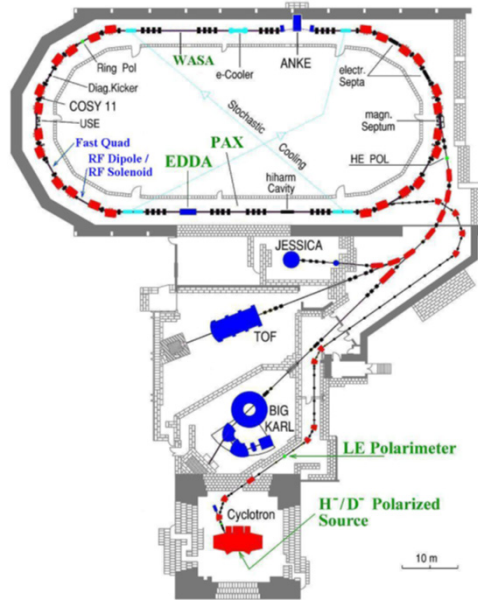 WASA
e-Cooler
ANKE
Ring Pol
electr.
Septa
Diag.Kicker
COSY 11
USE
Stochastic
Cooling
magn.
Septum
Fast Quad
RF Dipole /
RF Solenoid
EDDA
PAX
HE POL
hiharm
Cavity
JESSICA
TOF
BIG
KARL
LE Polarimeter
Cyclotron
H⁻/D⁻ Polarized
Source
10 m